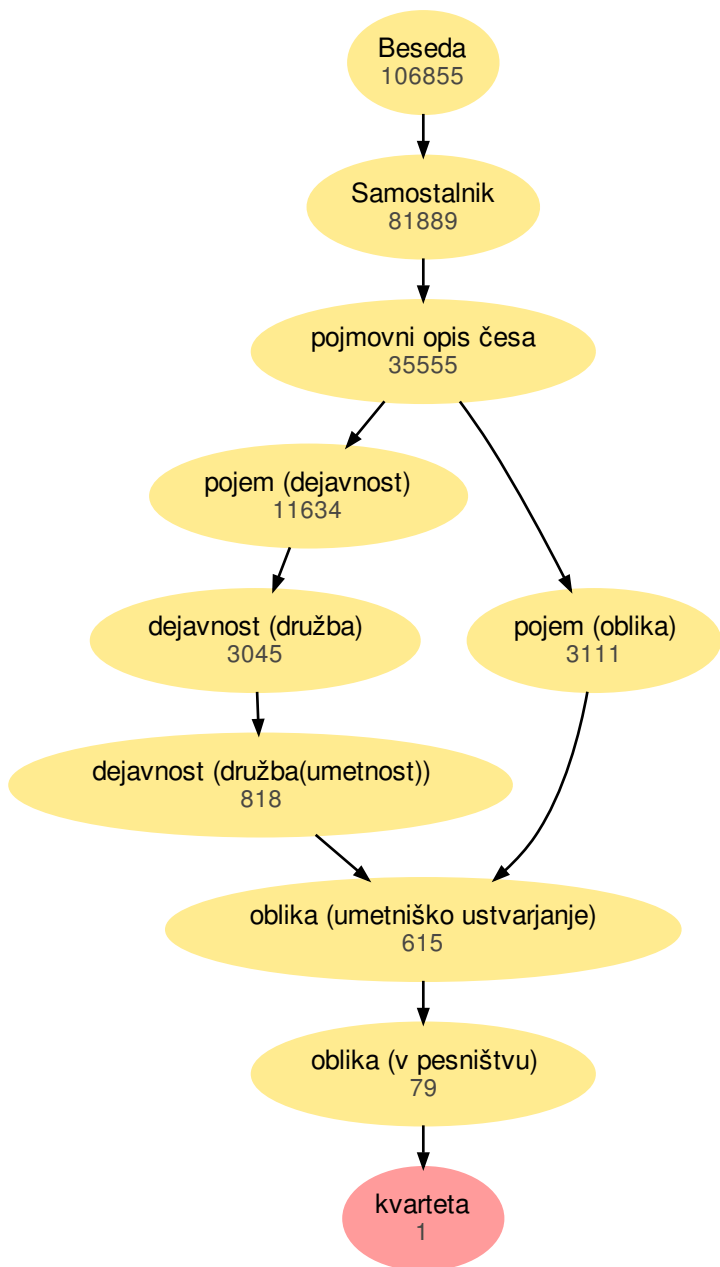 Beseda
106855
Samostalnik
81889
pojmovni opis česa
35555
pojem (dejavnost)
11634
dejavnost (družba)
3045
pojem (oblika)
3111
dejavnost (družba(umetnost))
818
oblika (umetniško ustvarjanje)
615
oblika (v pesništvu)
79
kvarteta
1